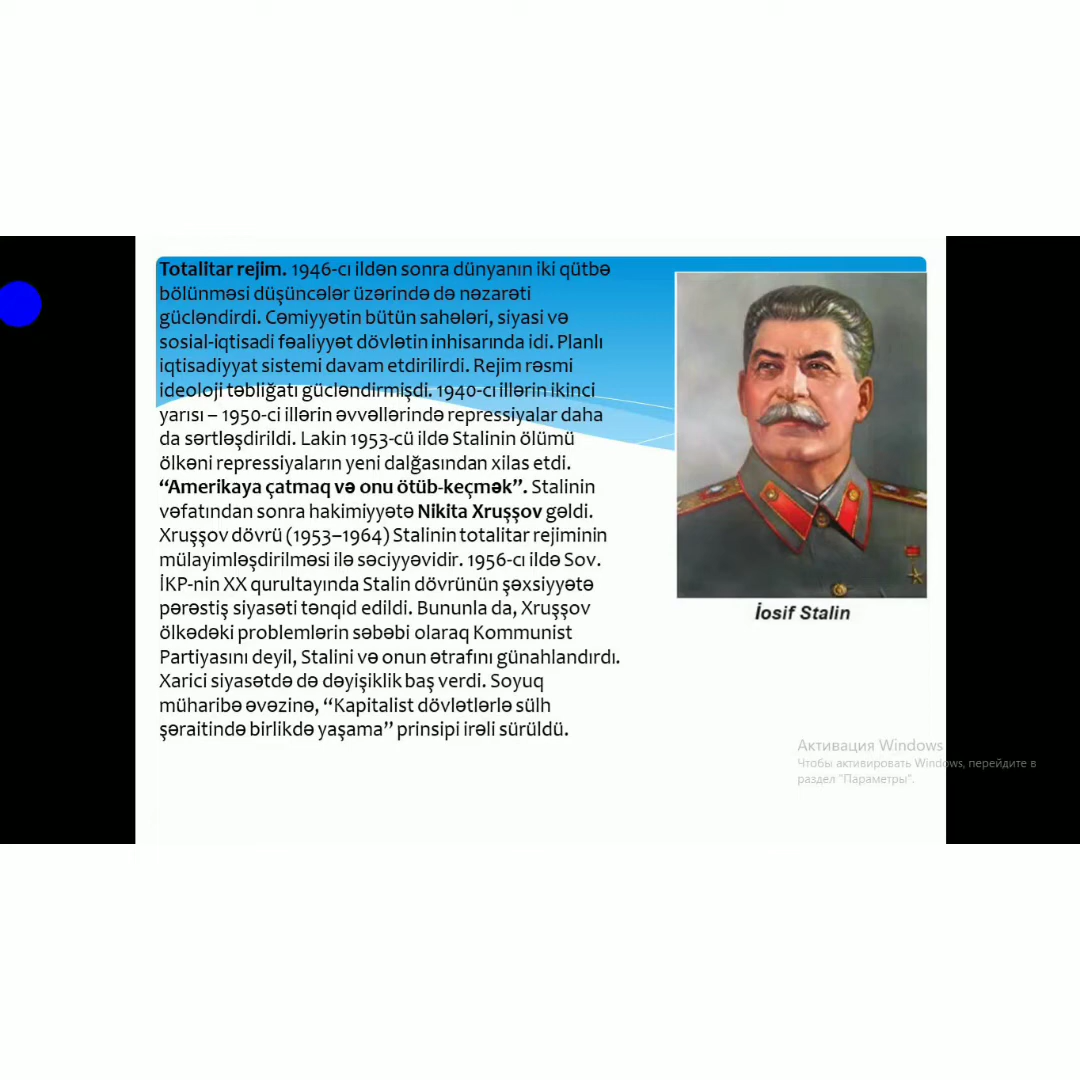 Totalitar rejim. 1946-cı ildən sonra dünyanın iki qütbə
bölünməsi düşüncələr üzərində də nəzarəti
gücləndirdi. Cəmiyyətin bütün sahələri, siyasi və
sosial-iqtisadi fəaliyyət dövlətin inhisarında idi. Planlı
iqtisadiyyat sistemi davam etdirilirdi. Rejim rəsmi
ideoloji təbliğatı gücləndirmişdi. 1940-cı illərin ikinci
yarısı – 1950-ci illərin əvvəllərində repressiyalar daha
da sərtləşdirildi. Lakin 1953-cü ildə Stalinin ölümü
ölkəni repressiyaların yeni dalğasından xilas etdi.
“Amerikaya çatmaq və onu ötüb-keçmək”. Stalinin
vəfatından sonra hakimiyyətə Nikita Xruşşov gəldi.
Xruşşov dövrü (1953–1964) Stalinin totalitar rejiminin
mülayimləşdirilməsi ilə səciyyəvidir. 1956-cı ildə Sov.
İKP-nin XX qurultayında Stalin dövrünün şəxsiyyətə
pərəstiş siyasəti tənqid edildi. Bununla da, Xruşşov
ölkədəki problemlərin səbəbi olaraq Kommunist
Partiyasını deyil, Stalini və onun ətrafını günahlandırdı.
Xarici siyasətdə də dəyişiklik baş verdi. Soyuq
müharibə əvəzinə, “Kapitalist dövlətlərlə sülh
şəraitində birlikdə yaşama” prinsipi irəli sürüldü.
İosif Stalin
Активация Windows
Чтобы активировать Windows, перейдите в
раздел "Параметры".